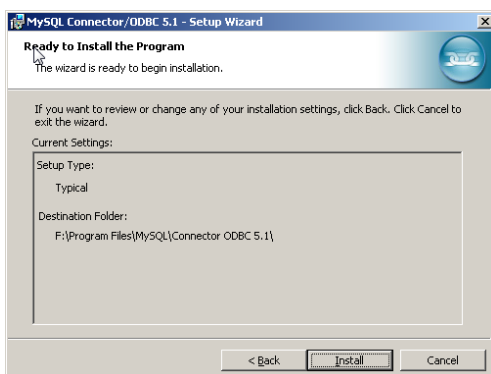 MySQL Connector/ODBC 5.1 - Setup Wizard
Ready to Install the Program
The wizard is ready to begin installation.
If you want to review or change any of your installation settings, click Back. Click Cancel to
exit the wizard.
Current Settings:
Setup Type:
Typical
Destination Folder:
F:\Program Files\MySQL\Connector ODBC 5.1\
< Back
Install
Cancel